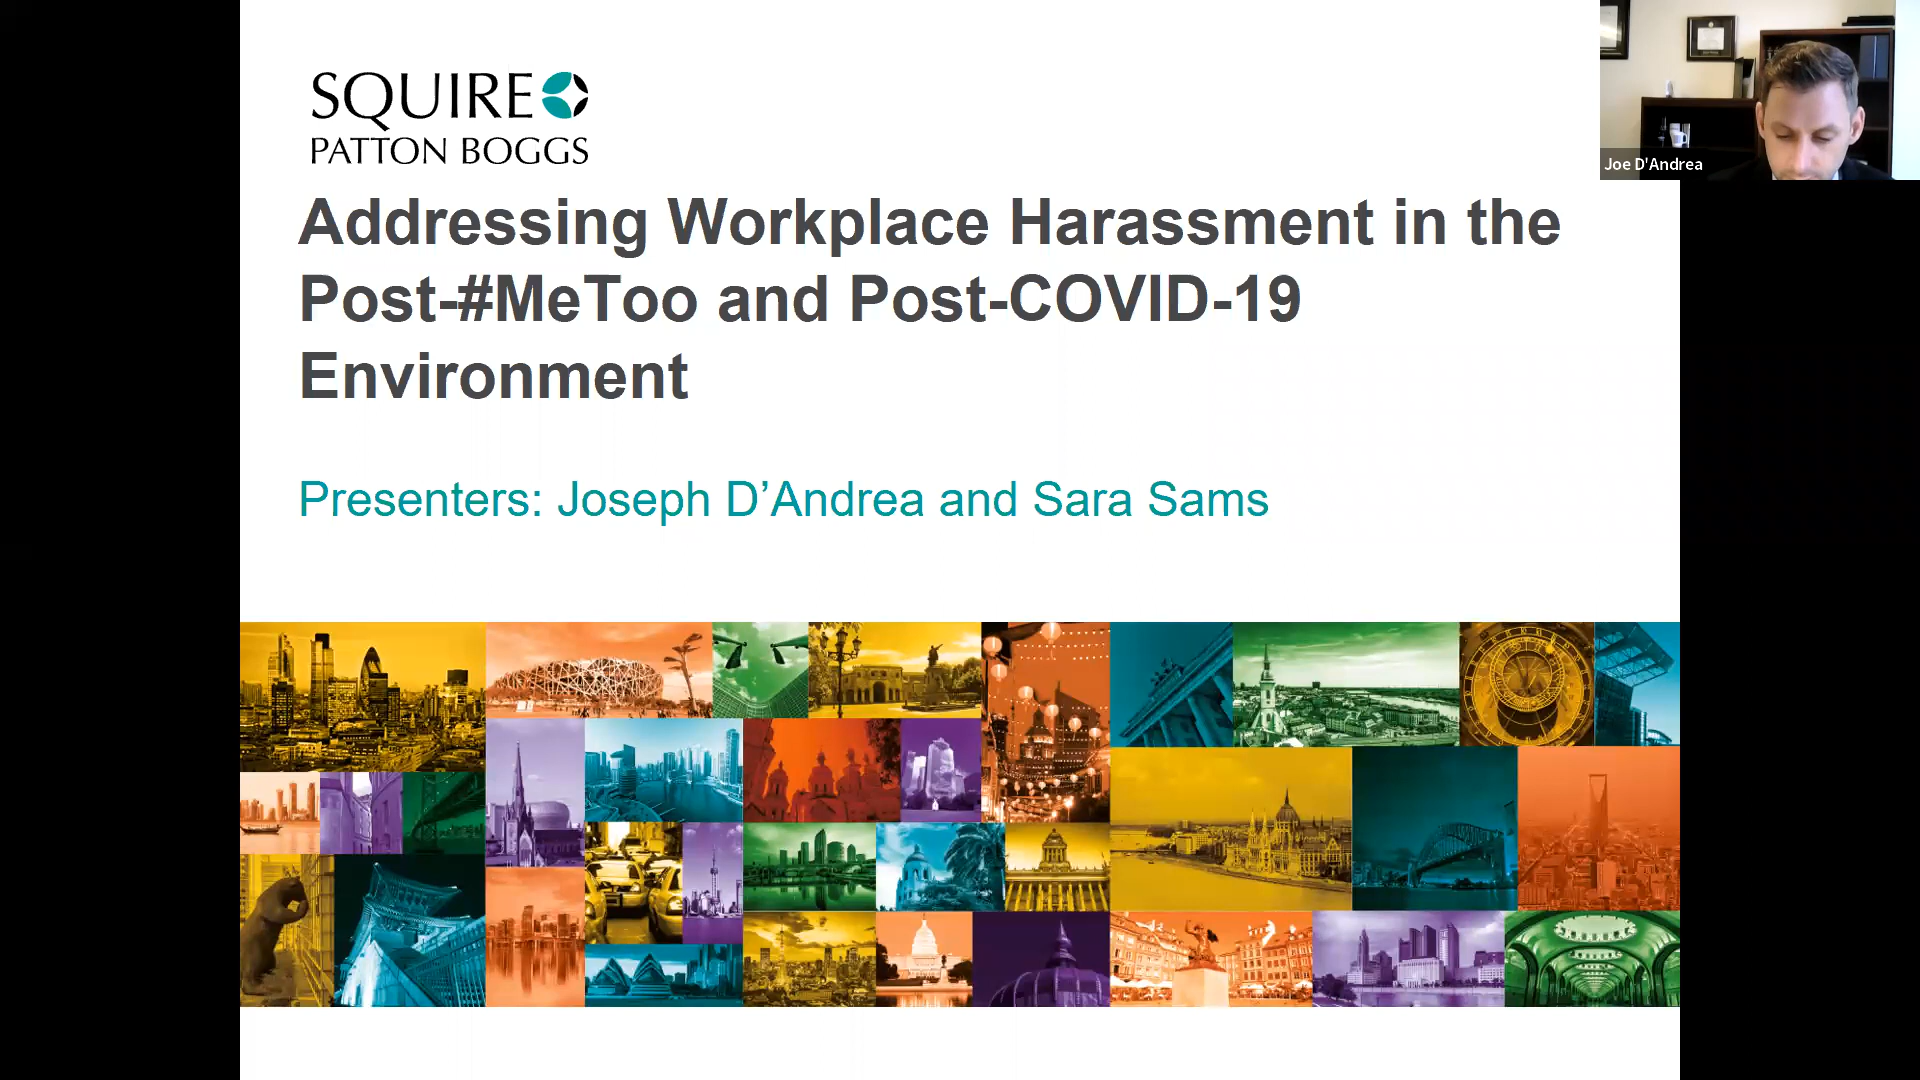 SQUIRE
PATTON BOGGS
Addressing Workplace Harassment in the
Post-#MeToo and Post-COVID-19
Environment
Presenters: Joseph D’Andrea and Sara Sams
Joe D'Andrea